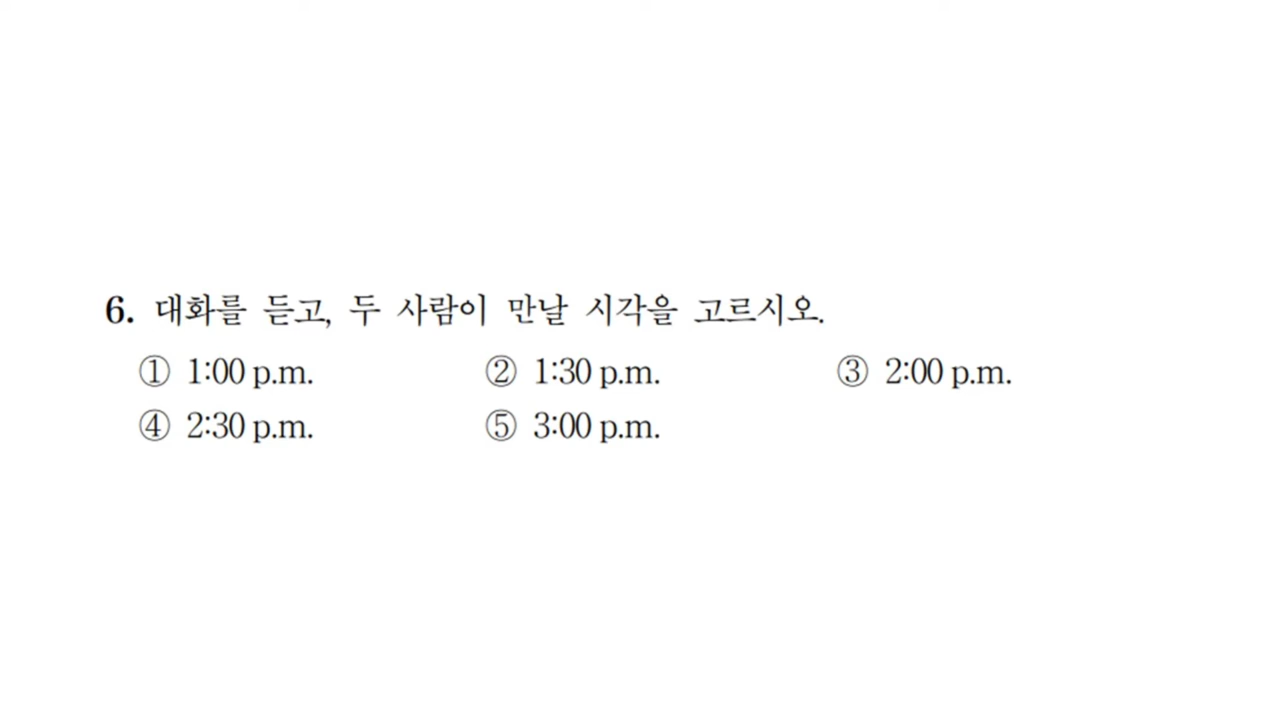 6. 대화를 듣고, 두 사람이 만날 시각을 고르시오.
① 1:00 p.m. ② 1:30 p.m. ③ 2:00 p.m.
④ 2:30 p.m. ⑤ 3:00 p.m.